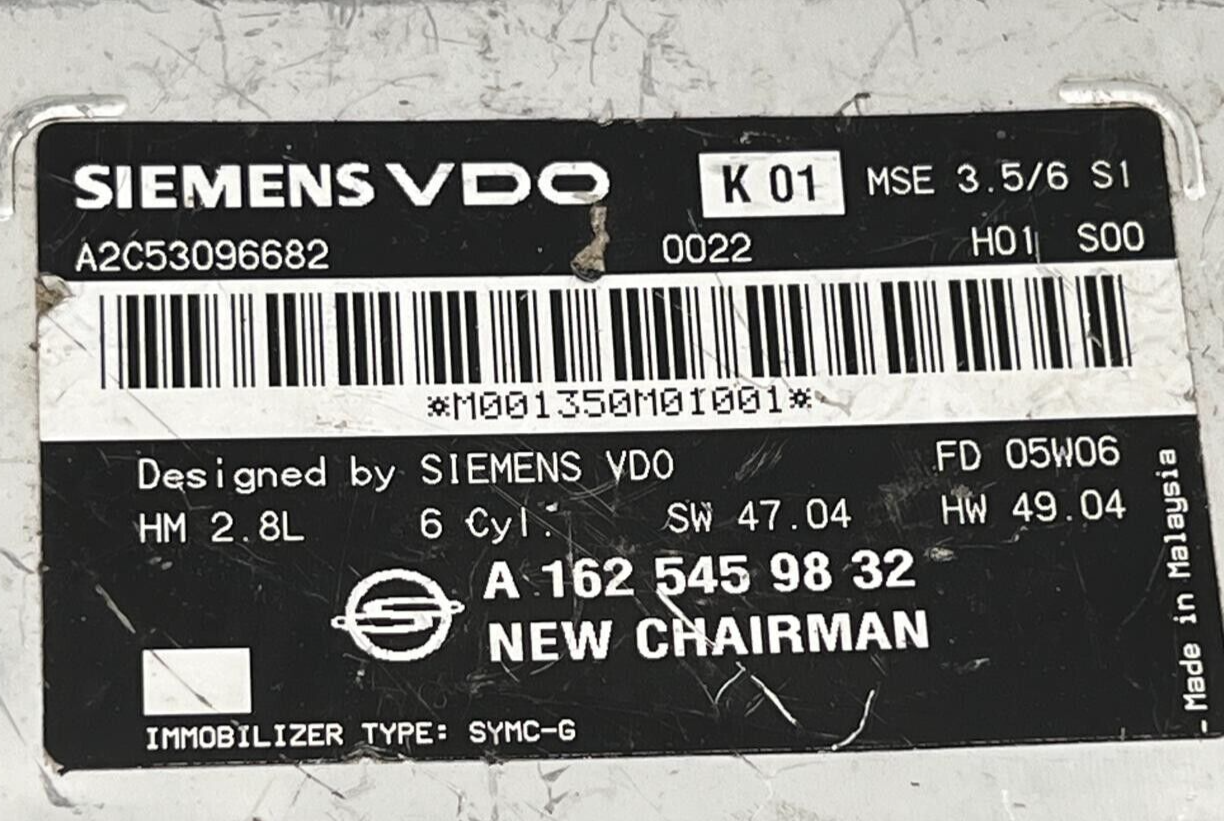 SIEMENS VDO K 01 MSE 3.5/6 S1
A2C53096682 0022 H01 S00
*M001350M01001*
Designed by SIEMENS VDO FD 05W06
HM 2.8L 6 Cyl. SW 47.04 HW 49.04
A 162 545 98 32
NEW CHAIRMAN
IMMOBILIZER TYPE: SYMC-G
Made in Malaysia